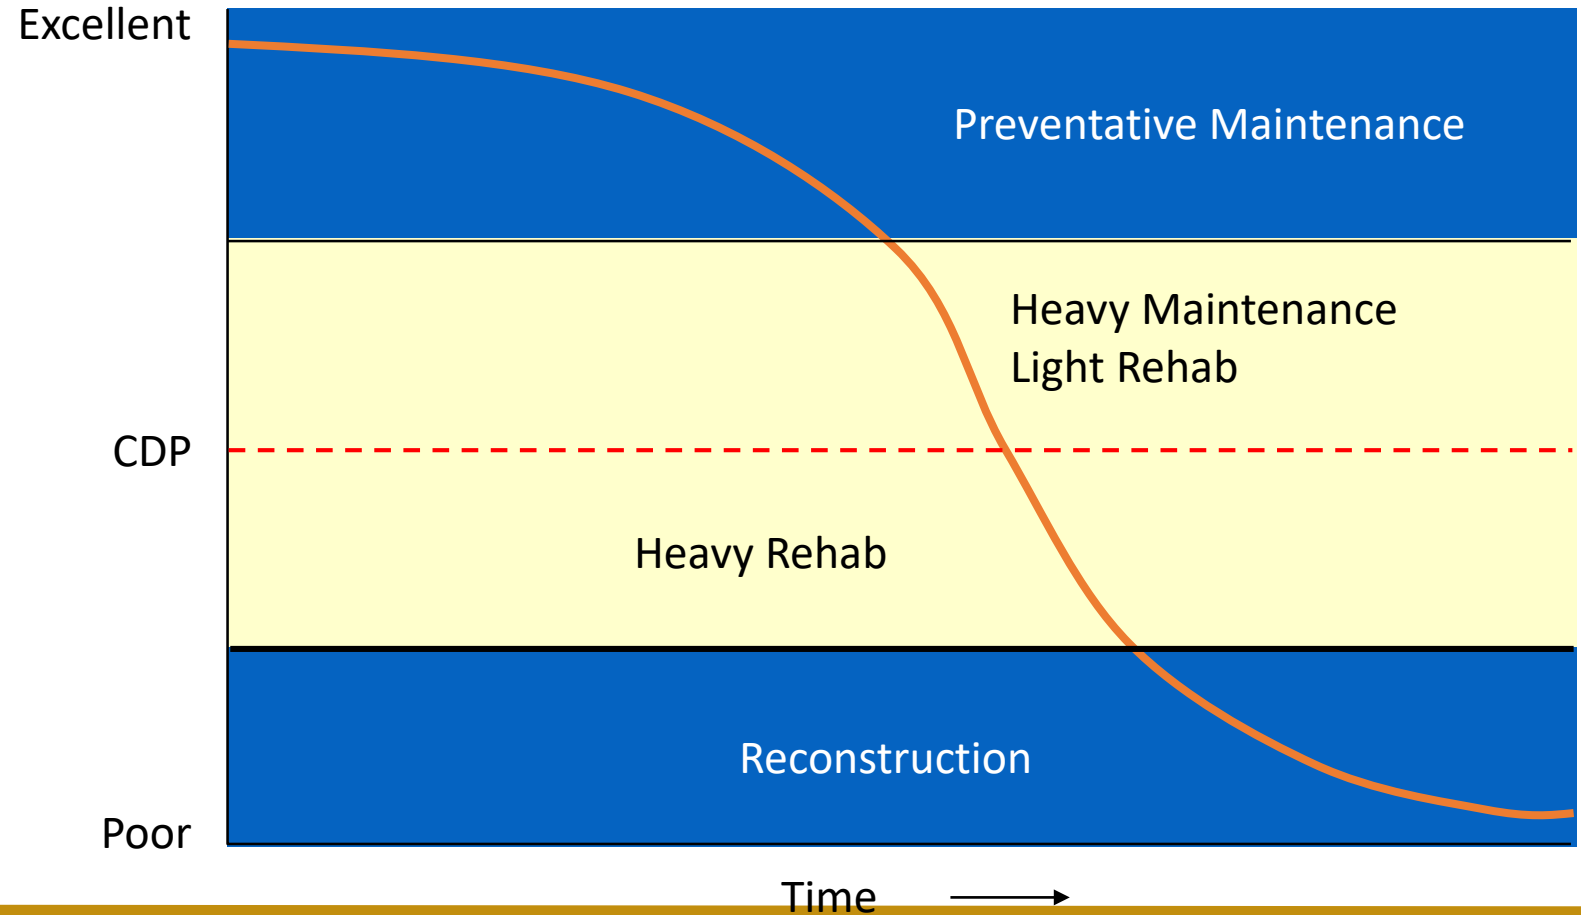 Excellent
Preventative Maintenance
Heavy Maintenance
Light Rehab
CDP
Heavy Rehab
Reconstruction
Poor
Time